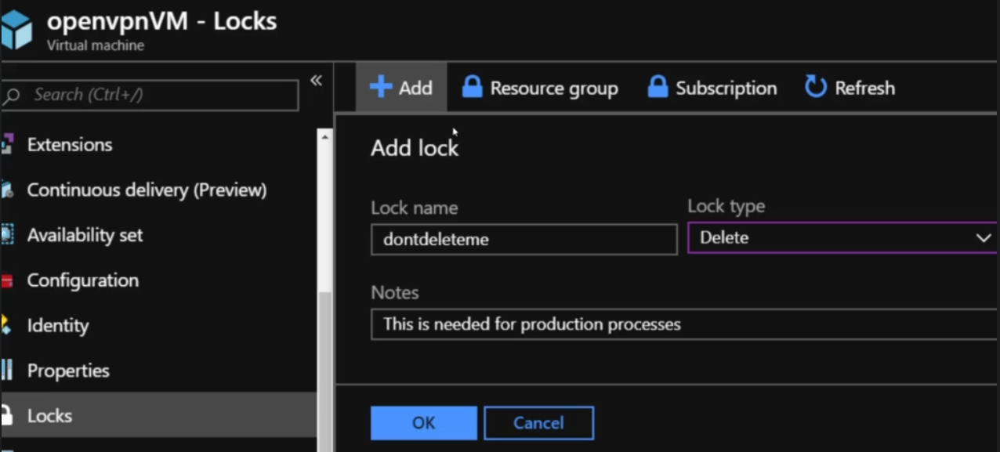 openvpnVM - Locks
Virtual machine
Search (Ctrl+/)
«
Extensions
Continuous delivery (Preview)
Availability set
Configuration
Identity
Properties
Locks
Add
Resource group
Subscription
Refresh
Add lock
Lock name
Lock type
dontdeleteme
Delete
Notes
This is needed for production processes
OK
Cancel